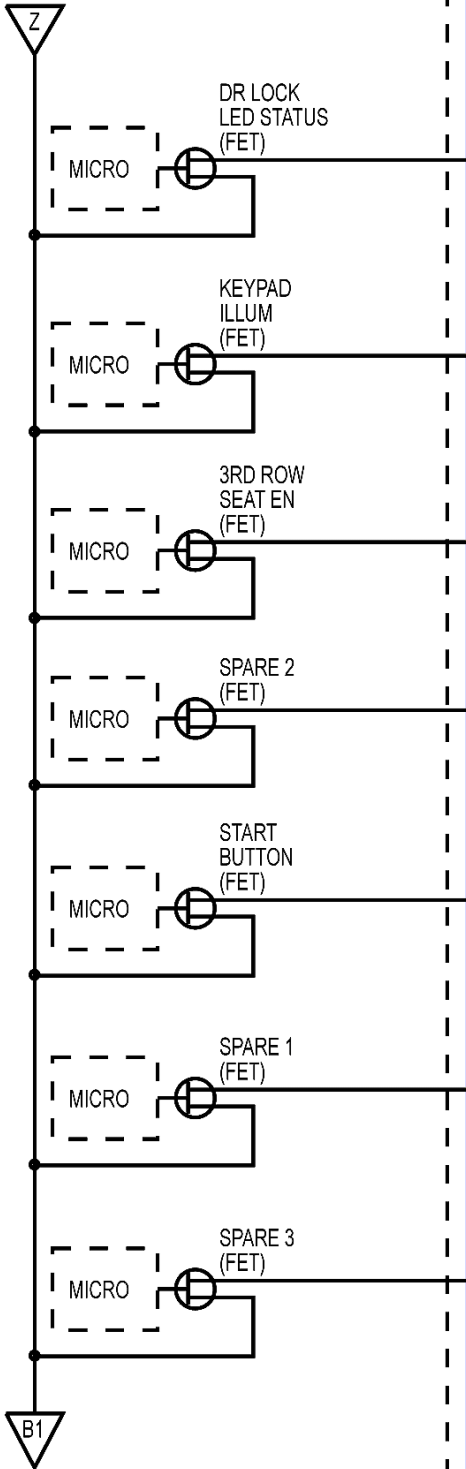 Z
DR LOCK
LED STATUS
(FET)
MICRO
KEYPAD
ILLUM
(FET)
MICRO
3RD ROW
SEAT EN
(FET)
MICRO
SPARE 2
(FET)
MICRO
START
BUTTON
(FET)
MICRO
SPARE 1
(FET)
MICRO
SPARE 3
(FET)
MICRO
B1